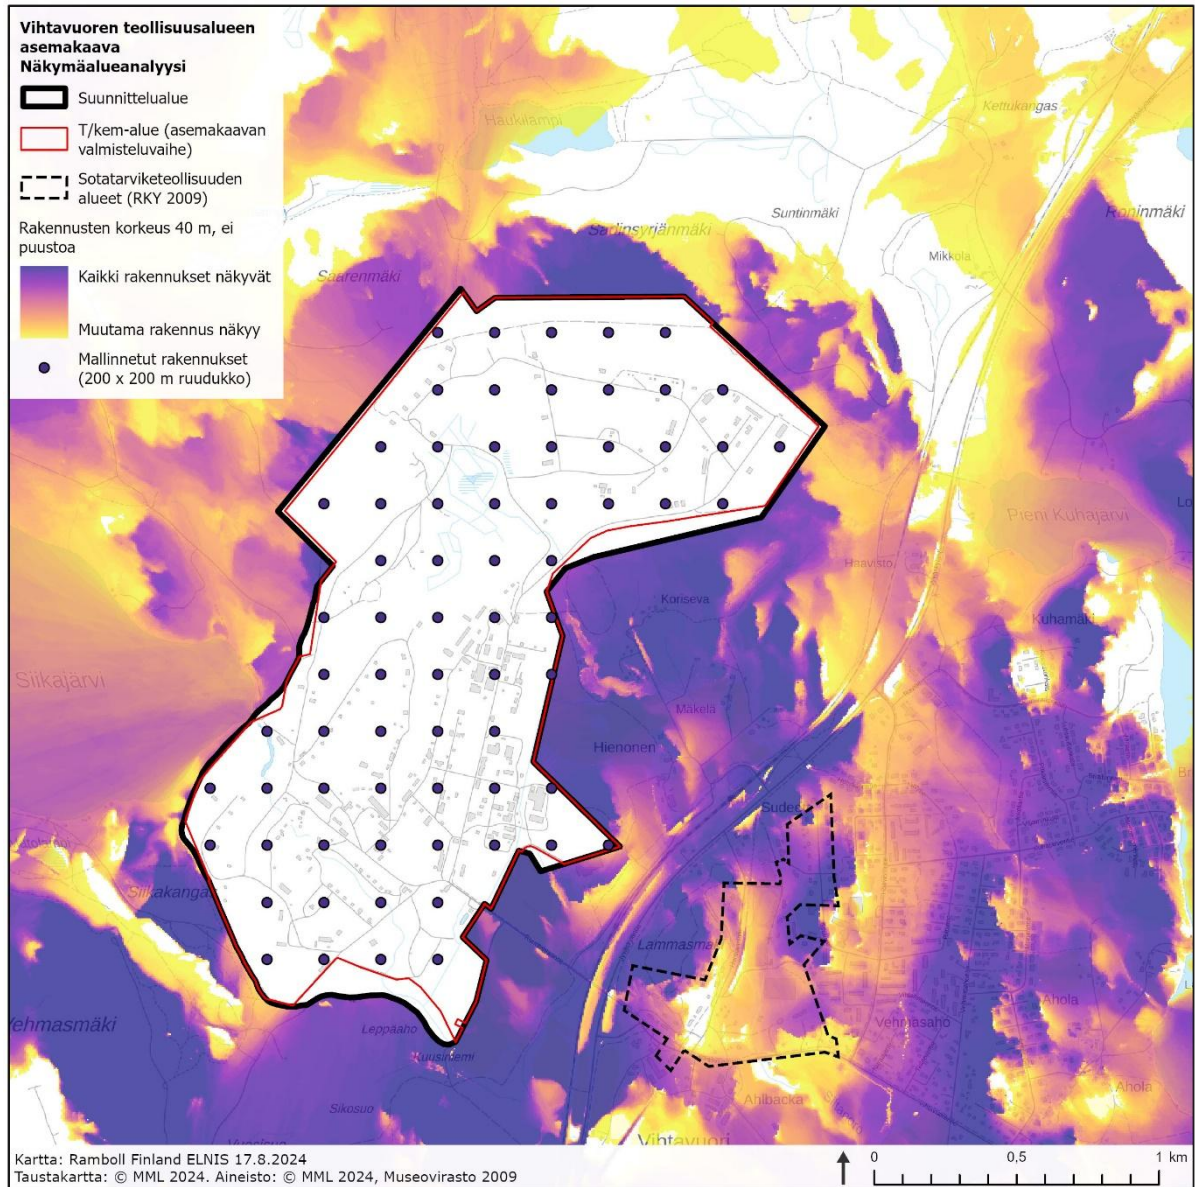 Vihtavuoren teollisuusalueen
asemakaava
Näkymäalueanalyysi
Suunnittelualue
T/kem-alue (asemakaavan
valmisteluvaihe)
Sotatarviketeollisuuden
alueet (RKY 2009)
Rakennusten korkeus 40 m, ei
puustoa
Kaikki rakennukset näkyvät
Muutama rakennus näkyy
Mallinnetut rakennukset
(200 x 200 m ruudukko)
Haukilampi
Kettukangas
Suntinmäki
Roninmäki
Sadinsyrjänmäki
Mikkola
Saarenmäki
Pieni Kuhajärvi
Haavisto
Koriseva
Kuhamäki
Siikajärvi
Mäkelä
Hienonen
Siikakangas
Vehmasmäki
Leppäaho
Kuusiniemi
Sikosuo
Ahola
Vehmasaho
Ahola
Ahlbacka
Vihtavuori
Kartta: Ramboll Finland ELNIS 17.8.2024
Taustakartta: © MML 2024. Aineisto: © MML 2024, Museovirasto 2009
0 0,5 1 km